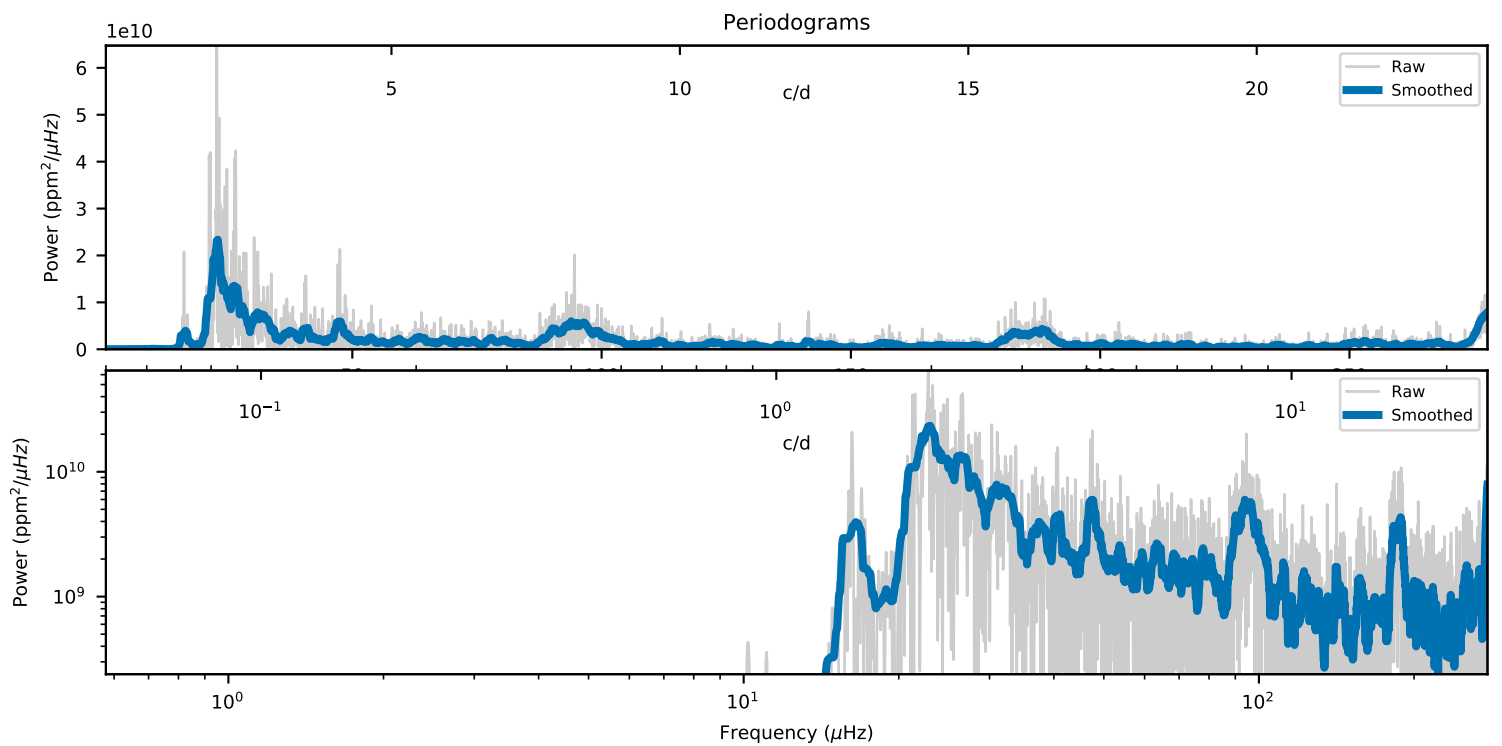 Periodograms
1e10
6
5
4
3
2
1
0
Power (ppm²/μHz)
5 10 15 20
c/d
Raw
Smoothed
10⁻¹ 10⁰ 10¹
c/d
Raw
Smoothed
10¹⁰
10⁹
Power (ppm²/μHz)
10⁰ 10¹ 10²
Frequency (μHz)